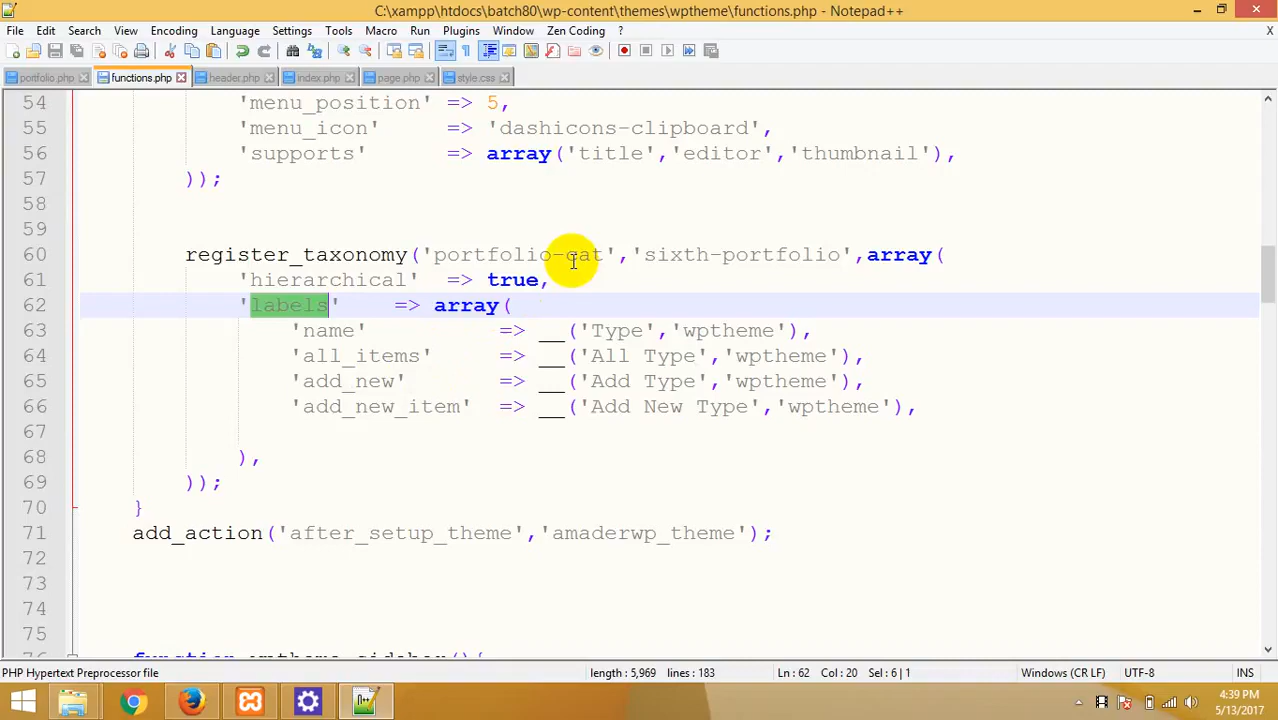 C:\xampp\htdocs\batch80\wp-content\themes\wptheme\functions.php - Notepad++
File Edit Search View Encoding Language Settings Tools Macro Run Plugins Window Zen Coding ? X
portfolio.php functions.php header.php index.php page.php style.css
54 'menu_position' => 5,
55 'menu_icon' => 'dashicons-clipboard',
56 'supports' => array('title','editor','thumbnail'),
57 ));
58
59
60 register_taxonomy('portfolio-cat','sixth-portfolio',array(
61 'hierarchical' => true,
62 'labels' => array(
63 'name' => __('Type','wptheme'),
64 'all_items' => __('All Type','wptheme'),
65 'add_new' => __('Add Type','wptheme'),
66 'add_new_item' => __('Add New Type','wptheme'),
67
68 ),
69 ));
70 }
71 add_action('after_setup_theme','amaderwp_theme');
72
73
74
75
PHP Hypertext Preprocessor file length : 5,969 lines : 183 Ln : 62 Col : 20 Sel : 6 | 1 Windows (CR LF) UTF-8 INS
4:39 PM
5/13/2017